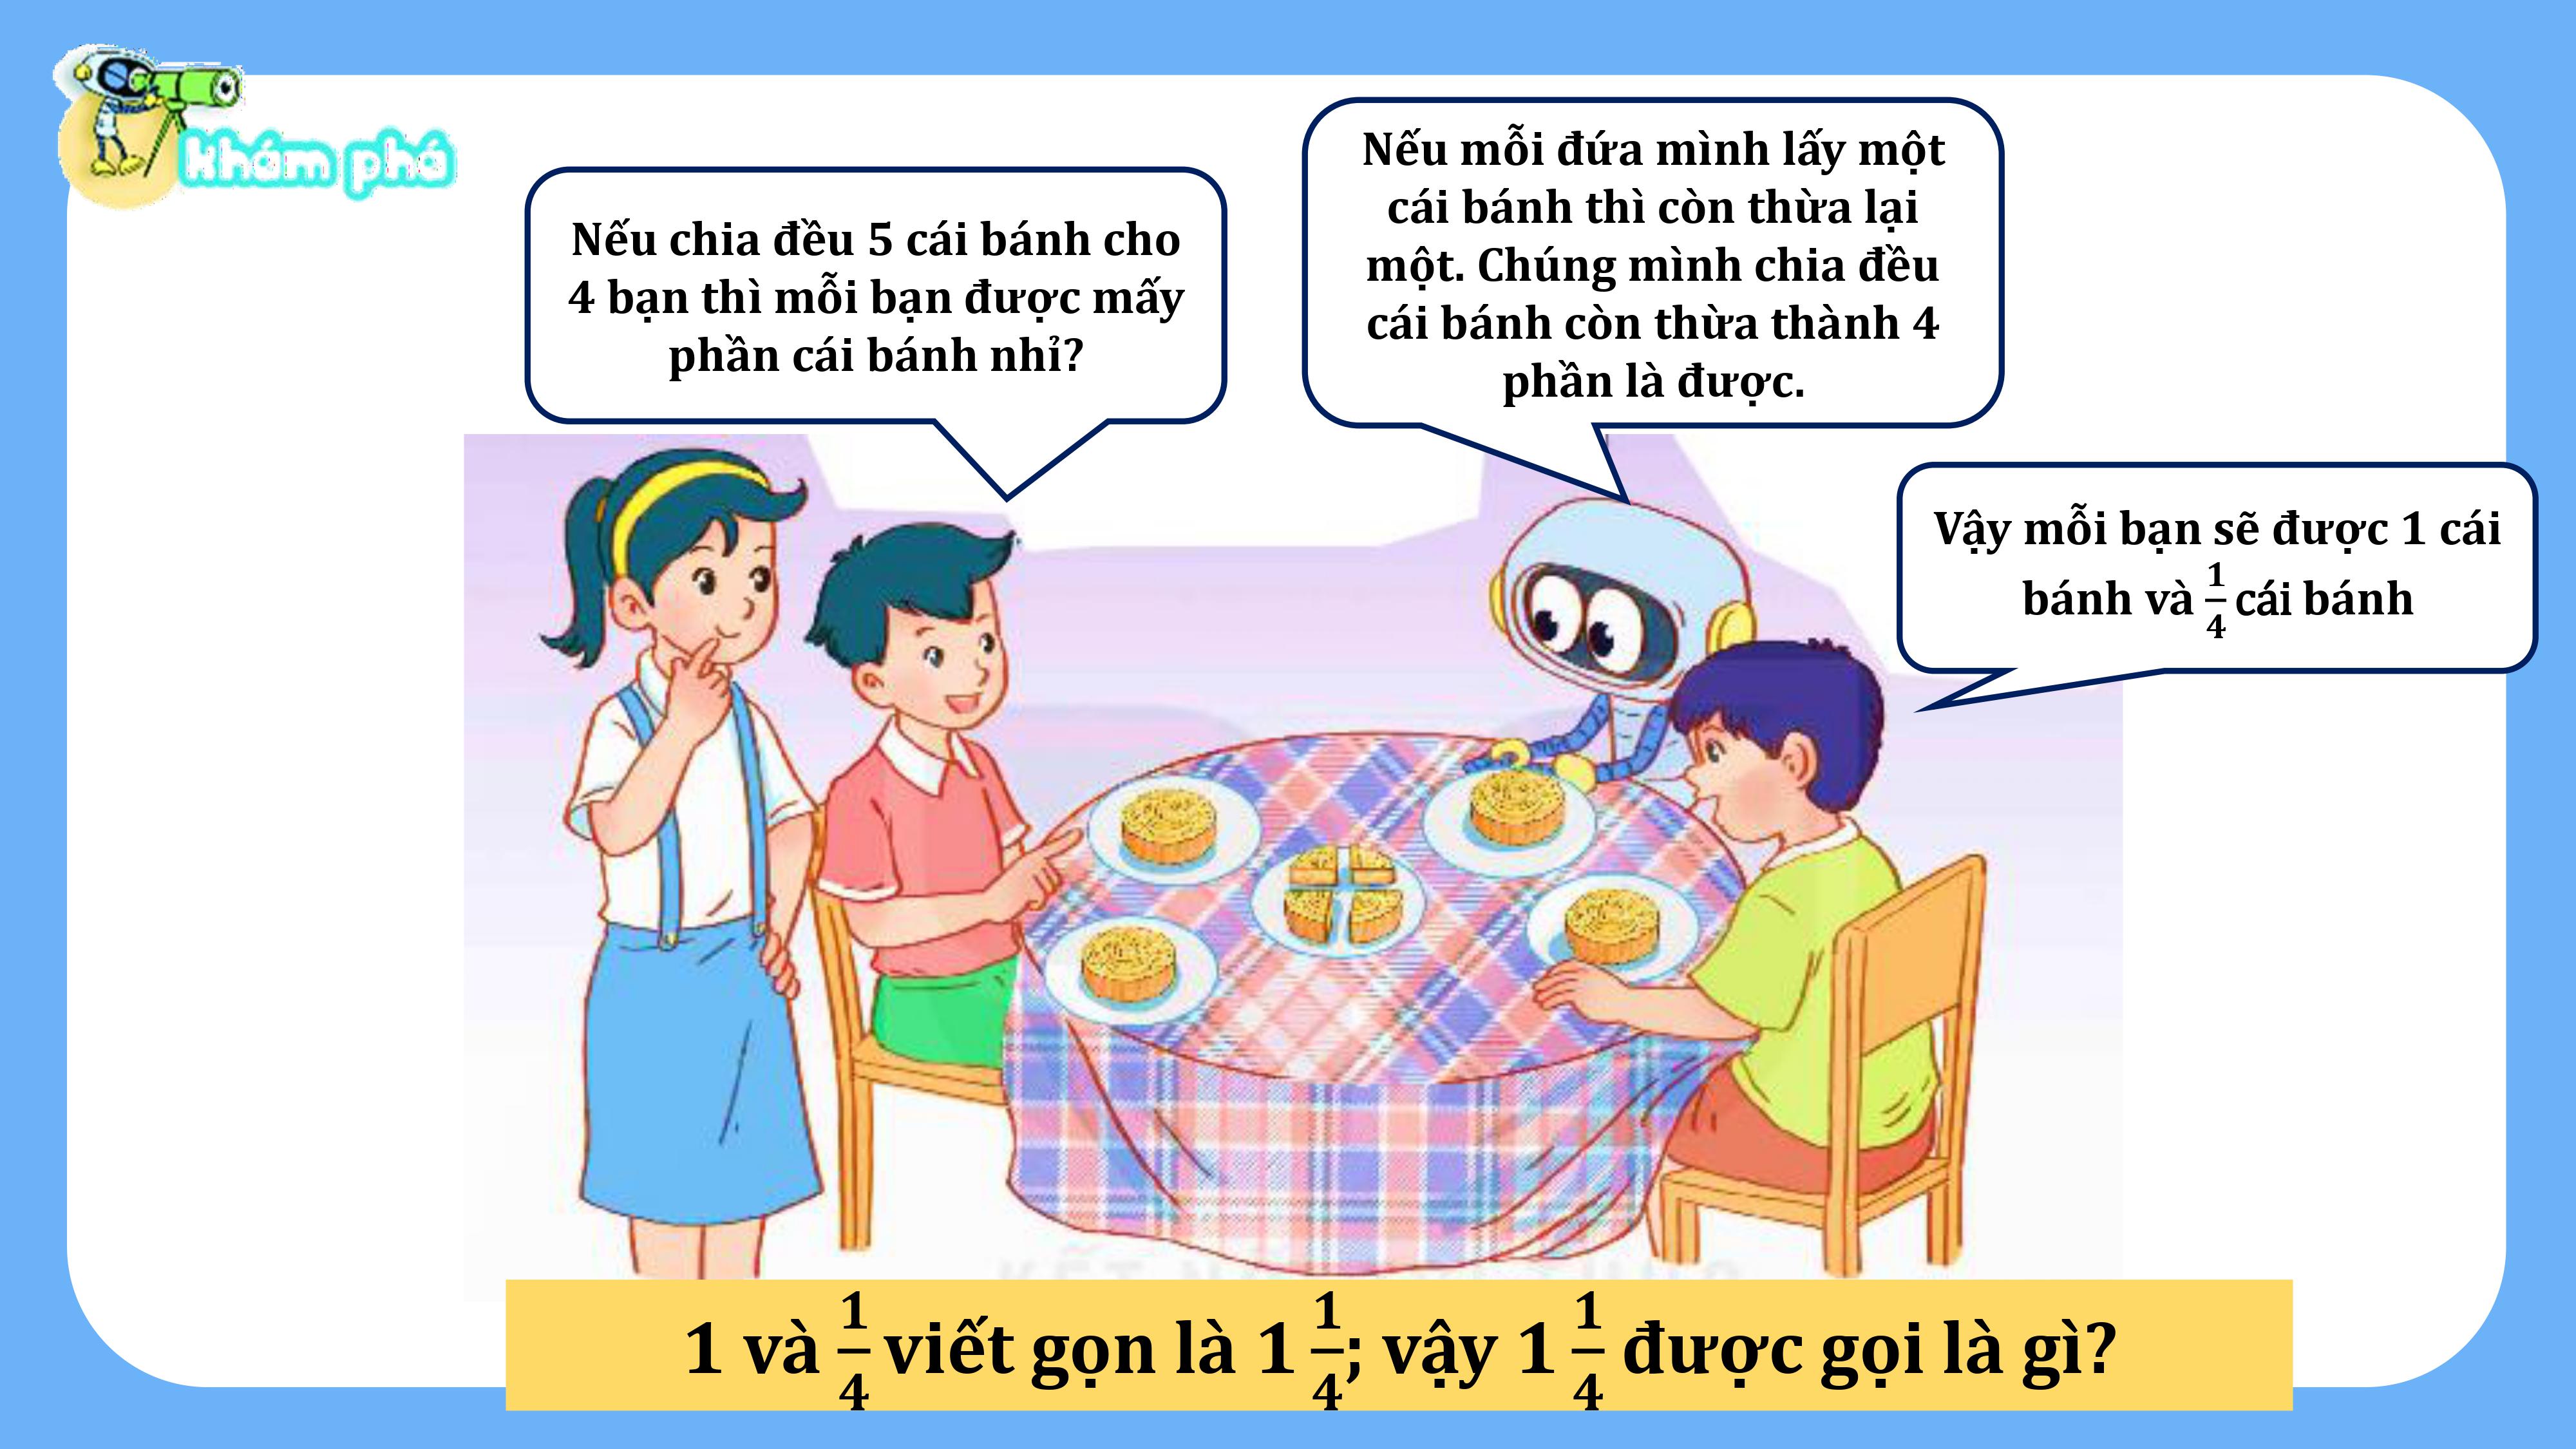 Khám phá
Nếu chia đều 5 cái bánh cho
4 bạn thì mỗi bạn được mấy
phần cái bánh nhỉ?
Nếu mỗi đứa mình lấy một
cái bánh thì còn thừa lại
một. Chúng mình chia đều
cái bánh còn thừa thành 4
phần là được.
Vậy mỗi bạn sẽ được 1 cái
bánh và 1/4 cái bánh
1 và 1/4 viết gọn là 1 1/4; vậy 1 1/4 được gọi là gì?